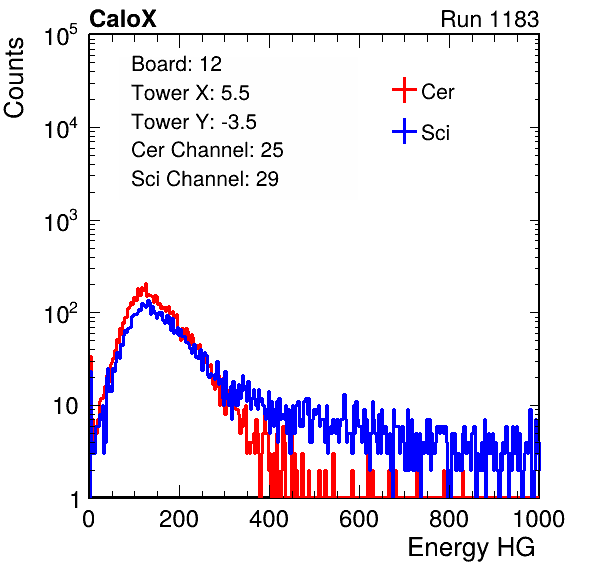 CaloX Run 1183
Counts
Board: 12
Tower X: 5.5
Tower Y: -3.5
Cer Channel: 25
Sci Channel: 29
Cer
Sci
10^5
10^4
10^3
10^2
10
1
0 200 400 600 800 1000
Energy HG